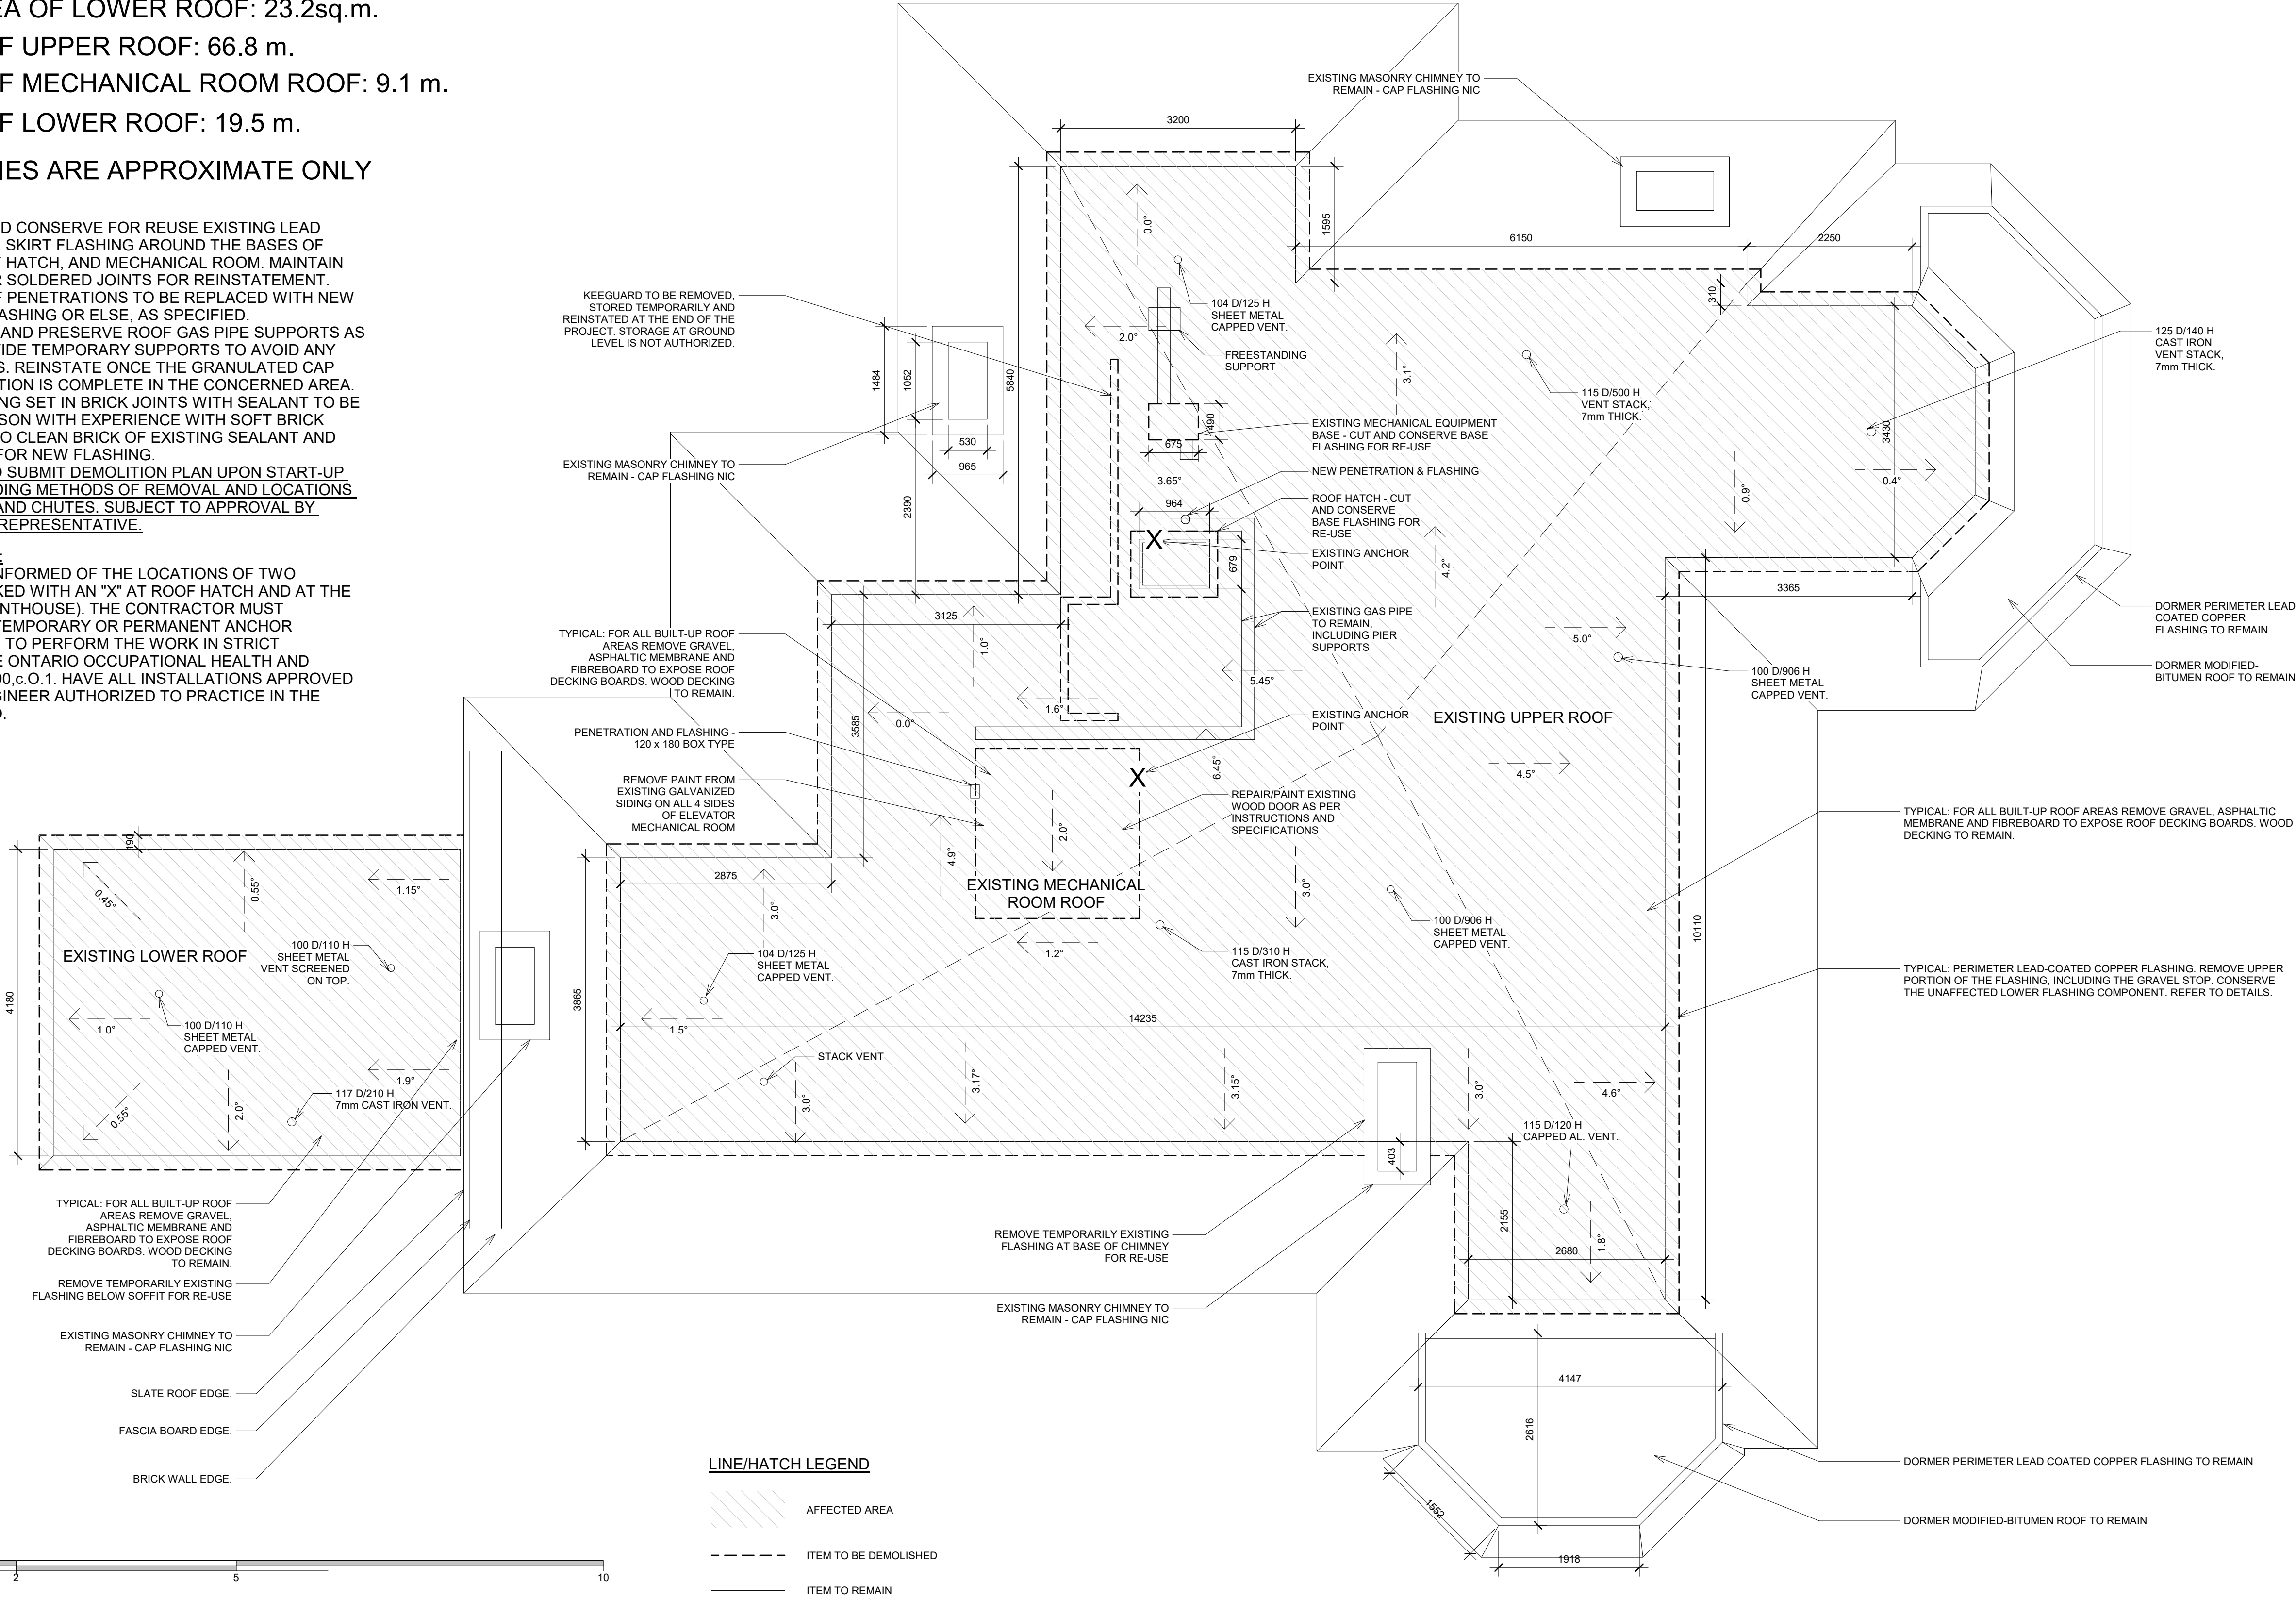 EA OF LOWER ROOF: 23.2sq.m.
F UPPER ROOF: 66.8 m.
F MECHANICAL ROOM ROOF: 9.1 m.
F LOWER ROOF: 19.5 m.
IES ARE APPROXIMATE ONLY
D CONSERVE FOR REUSE EXISTING LEAD
R SKIRT FLASHING AROUND THE BASES OF
T HATCH, AND MECHANICAL ROOM. MAINTAIN
R SOLDERED JOINTS FOR REINSTATEMENT.
F PENETRATIONS TO BE REPLACED WITH NEW
ASHING OR ELSE, AS SPECIFIED.
AND PRESERVE ROOF GAS PIPE SUPPORTS AS
IDE TEMPORARY SUPPORTS TO AVOID ANY
S. REINSTATE ONCE THE GRANULATED CAP
TION IS COMPLETE IN THE CONCERNED AREA.
NG SET IN BRICK JOINTS WITH SEALANT TO BE
SON WITH EXPERIENCE WITH SOFT BRICK
O CLEAN BRICK OF EXISTING SEALANT AND
FOR NEW FLASHING.
O SUBMIT DEMOLITION PLAN UPON START-UP
DING METHODS OF REMOVAL AND LOCATIONS
AND CHUTES. SUBJECT TO APPROVAL BY
REPRESENTATIVE.
NFORMED OF THE LOCATIONS OF TWO
KED WITH AN "X" AT ROOF HATCH AND AT THE
NTHOUSE). THE CONTRACTOR MUST
TEMPORARY OR PERMANENT ANCHOR
TO PERFORM THE WORK IN STRICT
E ONTARIO OCCUPATIONAL HEALTH AND
00,c.O.1. HAVE ALL INSTALLATIONS APPROVED
GINEER AUTHORIZED TO PRACTICE IN THE
O.
EXISTING MASONRY CHIMNEY TO
REMAIN - CAP FLASHING NIC
3200
1595
6150
2250
310
0.0°
104 D/125 H
SHEET METAL
CAPPED VENT.
2.0°
FREESTANDING
SUPPORT
3.1°
KEEGUARD TO BE REMOVED,
STORED TEMPORARILY AND
REINSTATED AT THE END OF THE
PROJECT. STORAGE AT GROUND
LEVEL IS NOT AUTHORIZED.
1484
1052
5840
530
965
2390
EXISTING MASONRY CHIMNEY TO
REMAIN - CAP FLASHING NIC
115 D/500 H
VENT STACK,
7mm THICK.
125 D/140 H
CAST IRON
VENT STACK,
7mm THICK.
3430
0.4°
0.9°
490
675
EXISTING MECHANICAL EQUIPMENT
BASE - CUT AND CONSERVE BASE
FLASHING FOR RE-USE
NEW PENETRATION & FLASHING
3.65°
964
ROOF HATCH - CUT
AND CONSERVE
BASE FLASHING FOR
RE-USE
X
679
EXISTING ANCHOR
POINT
4.2°
3365
EXISTING GAS PIPE
TO REMAIN,
INCLUDING PIER
SUPPORTS
5.0°
DORMER PERIMETER LEAD
COATED COPPER
FLASHING TO REMAIN
DORMER MODIFIED-
BITUMEN ROOF TO REMAIN
100 D/906 H
SHEET METAL
CAPPED VENT.
3125
1.0°
TYPICAL: FOR ALL BUILT-UP ROOF
AREAS REMOVE GRAVEL,
ASPHALTIC MEMBRANE AND
FIBREBOARD TO EXPOSE ROOF
DECKING BOARDS. WOOD DECKING
TO REMAIN.
5.45°
1.6°
0.0°
3585
EXISTING ANCHOR
POINT
EXISTING UPPER ROOF
PENETRATION AND FLASHING -
120 x 180 BOX TYPE
X
6.45°
4.5°
REMOVE PAINT FROM
EXISTING GALVANIZED
SIDING ON ALL 4 SIDES
OF ELEVATOR
MECHANICAL ROOM
REPAIR/PAINT EXISTING
WOOD DOOR AS PER
INSTRUCTIONS AND
SPECIFICATIONS
2.0°
4.9°
TYPICAL: FOR ALL BUILT-UP ROOF AREAS REMOVE GRAVEL, ASPHALTIC
MEMBRANE AND FIBREBOARD TO EXPOSE ROOF DECKING BOARDS. WOOD
DECKING TO REMAIN.
190
0.55°
1.15°
0.45°
2875
3.0°
EXISTING MECHANICAL
ROOM ROOF
3.0°
EXISTING LOWER ROOF
100 D/110 H
SHEET METAL
VENT SCREENED
ON TOP.
104 D/125 H
SHEET METAL
CAPPED VENT.
1.2°
115 D/310 H
CAST IRON STACK,
7mm THICK.
100 D/906 H
SHEET METAL
CAPPED VENT.
10110
TYPICAL: PERIMETER LEAD-COATED COPPER FLASHING. REMOVE UPPER
PORTION OF THE FLASHING, INCLUDING THE GRAVEL STOP. CONSERVE
THE UNAFFECTED LOWER FLASHING COMPONENT. REFER TO DETAILS.
4180
1.0°
100 D/110 H
SHEET METAL
CAPPED VENT.
3865
1.5°
14235
STACK VENT
1.9°
117 D/210 H
7mm CAST IRON VENT.
0.55°
2.0°
3.0°
3.17°
3.15°
3.0°
4.6°
115 D/120 H
CAPPED AL. VENT.
403
2155
1.8°
2680
TYPICAL: FOR ALL BUILT-UP ROOF
AREAS REMOVE GRAVEL,
ASPHALTIC MEMBRANE AND
FIBREBOARD TO EXPOSE ROOF
DECKING BOARDS. WOOD DECKING
TO REMAIN.
REMOVE TEMPORARILY EXISTING
FLASHING BELOW SOFFIT FOR RE-USE
EXISTING MASONRY CHIMNEY TO
REMAIN - CAP FLASHING NIC
SLATE ROOF EDGE.
FASCIA BOARD EDGE.
BRICK WALL EDGE.
REMOVE TEMPORARILY EXISTING
FLASHING AT BASE OF CHIMNEY
FOR RE-USE
EXISTING MASONRY CHIMNEY TO
REMAIN - CAP FLASHING NIC
4147
2616
1552
1918
DORMER PERIMETER LEAD COATED COPPER FLASHING TO REMAIN
DORMER MODIFIED-BITUMEN ROOF TO REMAIN
LINE/HATCH LEGEND
AFFECTED AREA
ITEM TO BE DEMOLISHED
ITEM TO REMAIN
2
5
10